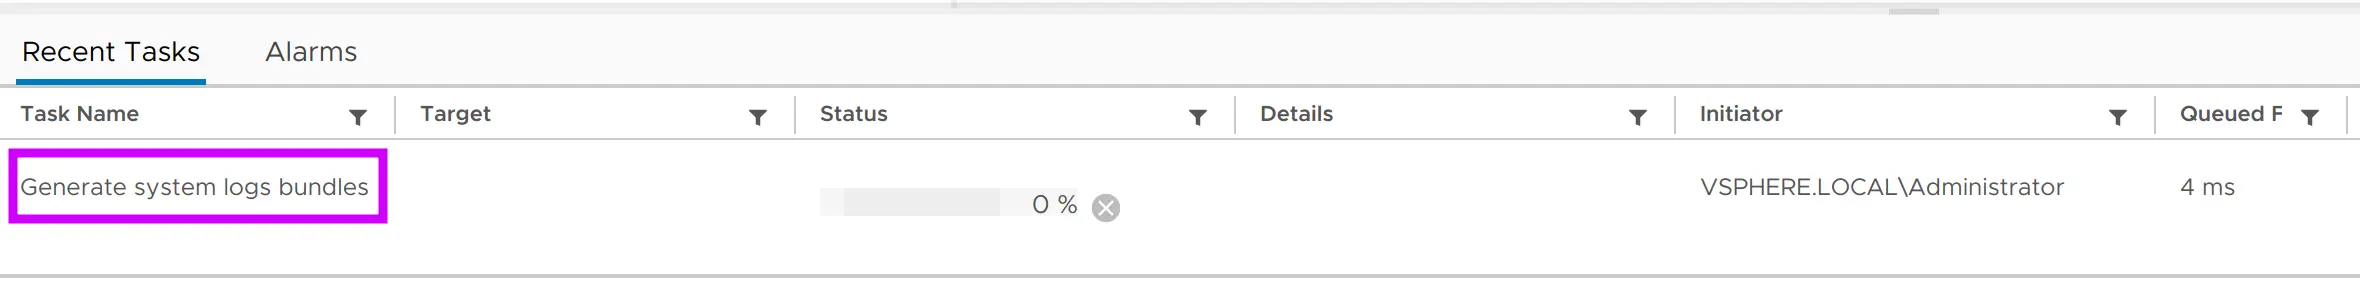 Recent Tasks Alarms
Task Name Target Status Details Initiator Queued F
Generate system logs bundles 0 % VSPHERE.LOCAL\Administrator 4 ms